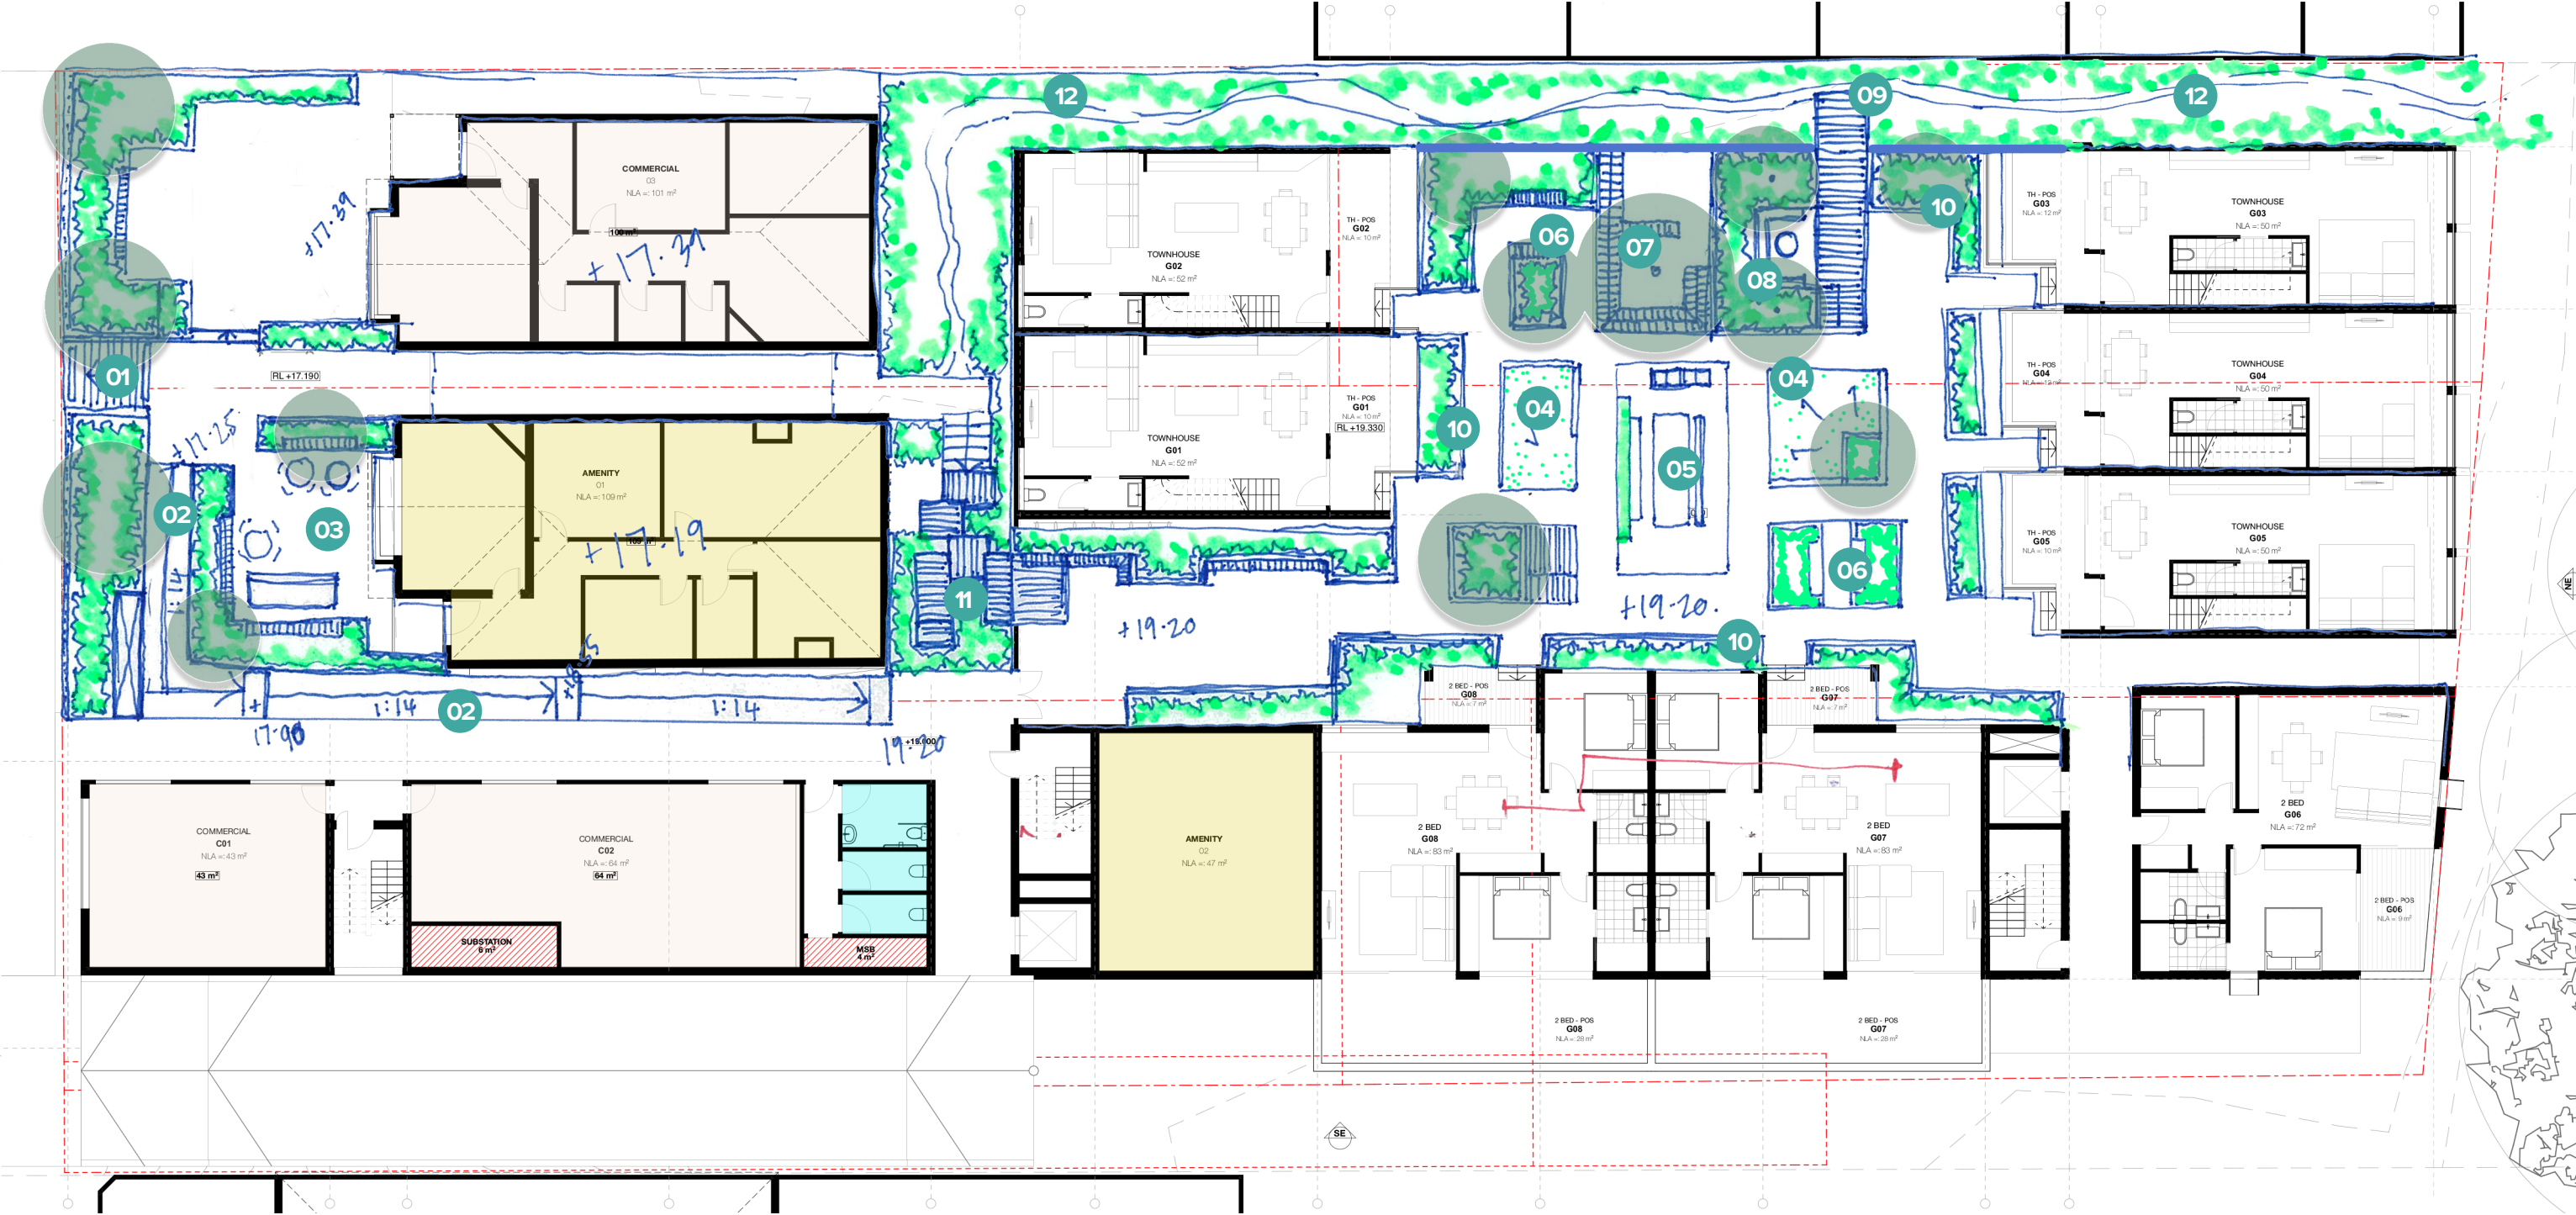 12
09
12
COMMERCIAL
03
NLA =: 101 m²
100 m²
+17.39
+ 17.39
01
RL +17.190
TOWNHOUSE
G02
NLA =: 52 m²
TH - POS
G02
NLA =: 10 m²
06
07
08
10
TH - POS
G03
NLA =: 12 m²
TOWNHOUSE
G03
NLA =: 50 m²
TOWNHOUSE
G01
NLA =: 52 m²
TH - POS
G01
NLA =: 10 m²
RL +19.330
10
04
05
04
TH - POS
G04
TOWNHOUSE
G04
NLA =: 50 m²
+17.25
02
03
1:14
AMENITY
01
NLA =: 109 m²
+ 17.19
11
+19.20
06
+19.20.
10
TH - POS
G05
NLA =: 10 m²
TOWNHOUSE
G05
NLA =: 50 m²
NE
1:14
02
1:14
+18.55
+
17.90
19.20
+19.000
2 BED - POS
G08
NLA =: 7 m²
2 BED - POS
G07
NLA =: 7 m²
COMMERCIAL
C01
NLA =: 43 m²
43 m²
COMMERCIAL
C02
NLA =: 64 m²
64 m²
SUBSTATION
6 m²
MSB
4 m²
AMENITY
02
NLA =: 47 m²
2 BED
G08
NLA =: 83 m²
2 BED
G07
NLA =: 83 m²
2 BED
G06
NLA =: 72 m²
2 BED - POS
G06
NLA =: 9 m²
2 BED - POS
G08
NLA =: 28 m²
2 BED - POS
G07
NLA =: 28 m²
SE